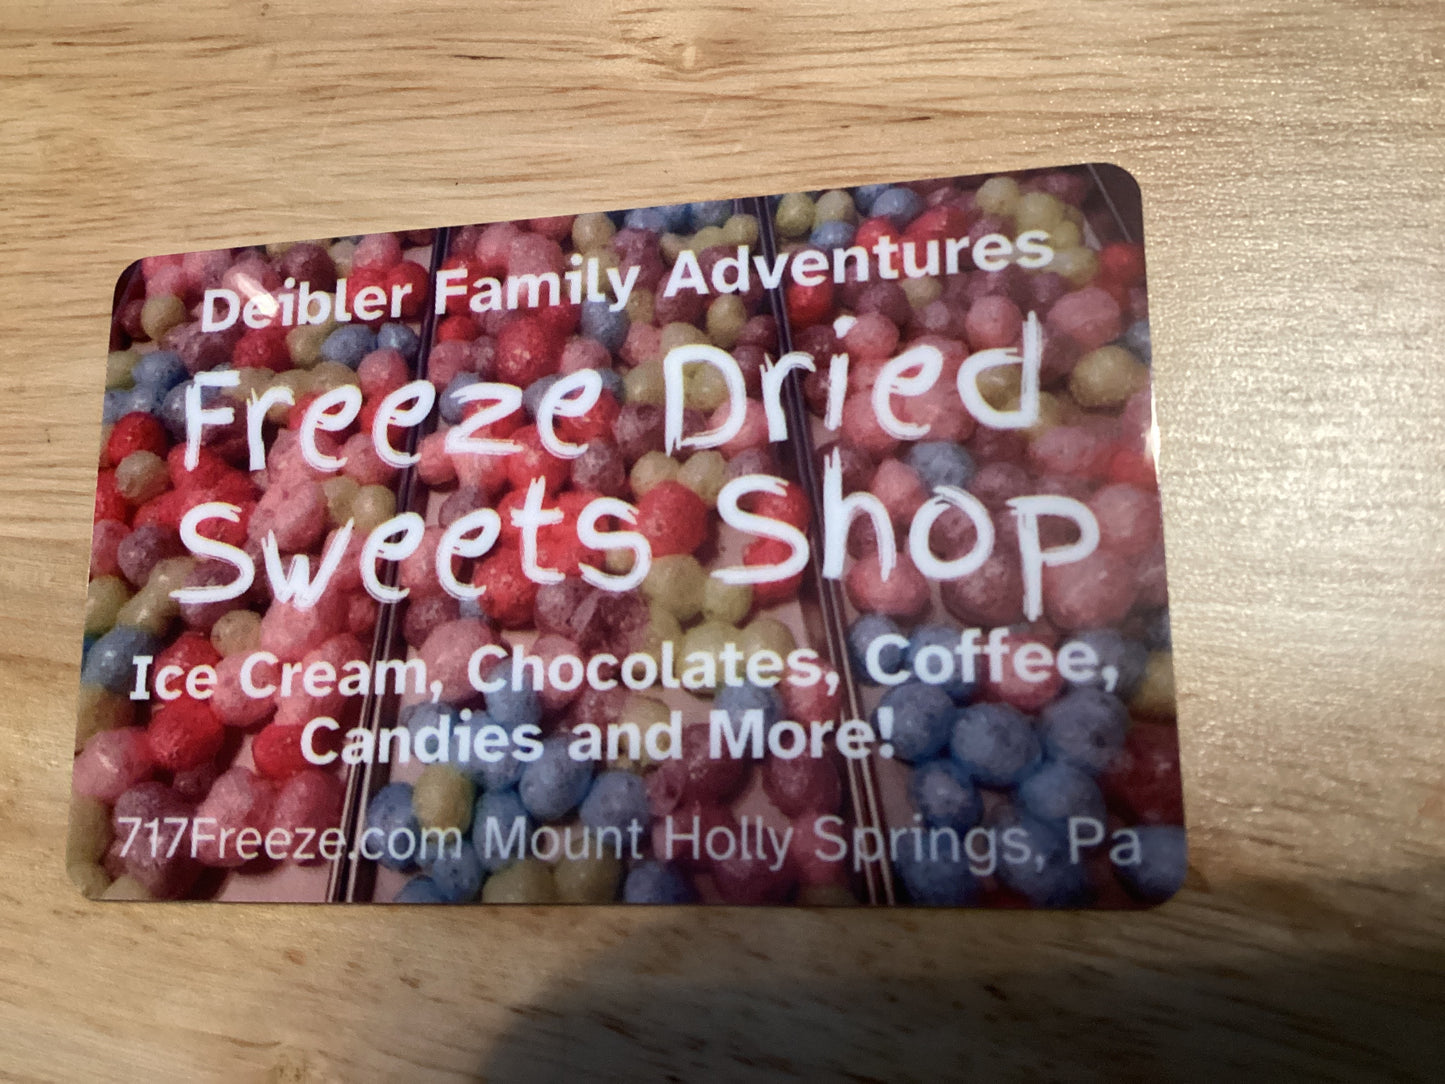 Deibler Family Adventures
Freeze Dried
Sweets Shop
Ice Cream, Chocolates, Coffee,
Candies and More!
717Freeze.com Mount Holly Springs, Pa